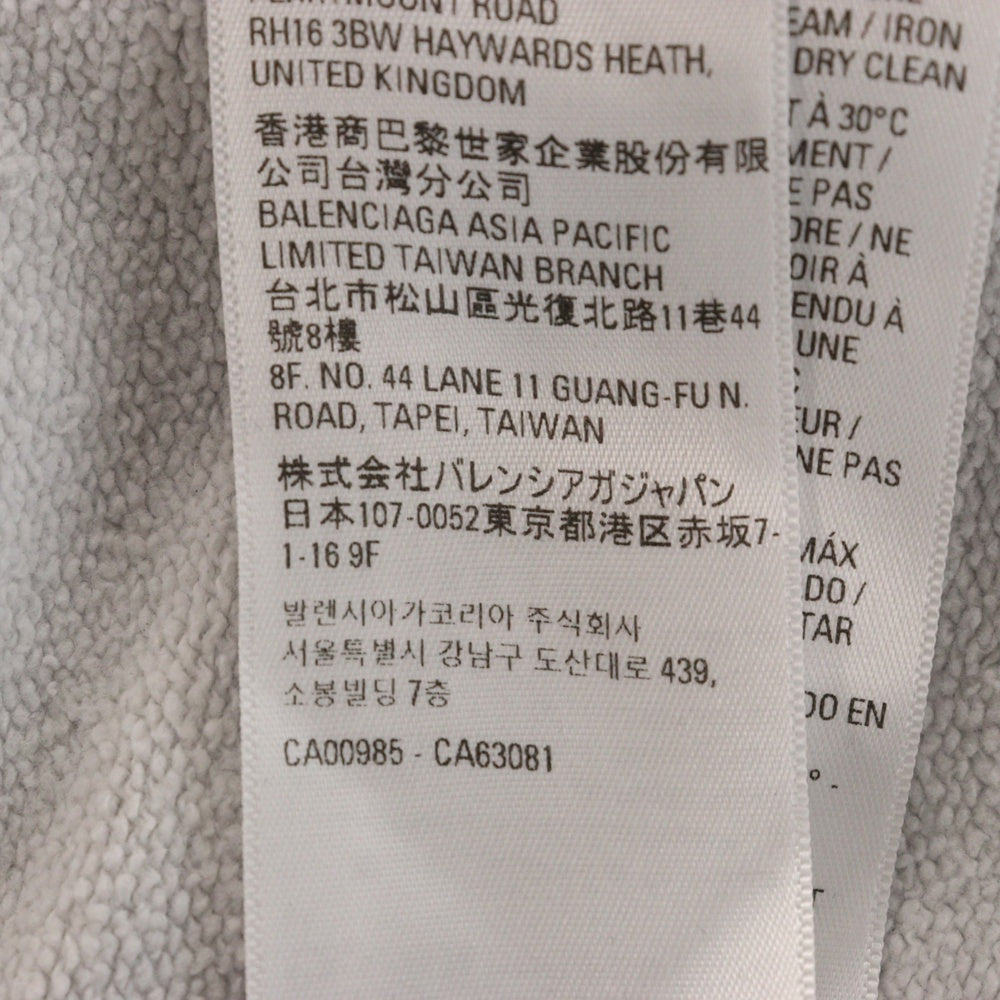 ROAD
RH16 3BW HAYWARDS HEATH,
UNITED KINGDOM
香港商巴黎世家企業股份有限
公司台灣分公司
BALENCIAGA ASIA PACIFIC
LIMITED TAIWAN BRANCH
台北市松山區光復北路11巷44
號8樓
8F. NO. 44 LANE 11 GUANG-FU N.
ROAD, TAPEI, TAIWAN
株式会社バレンシアガジャパン
日本107-0052東京都港区赤坂7-
1-16 9F
발렌시아가코리아 주식회사
서울특별시 강남구 도산대로 439,
소봉빌딩 7층
CA00985 - CA63081
EAM / IRON
DRY CLEAN
T À 30°C
MENT /
E PAS
DRE / NE
OIR À
ENDU À
UNE
EUR /
NE PAS
MÁX
DO /
TAR
DO EN
° -
T